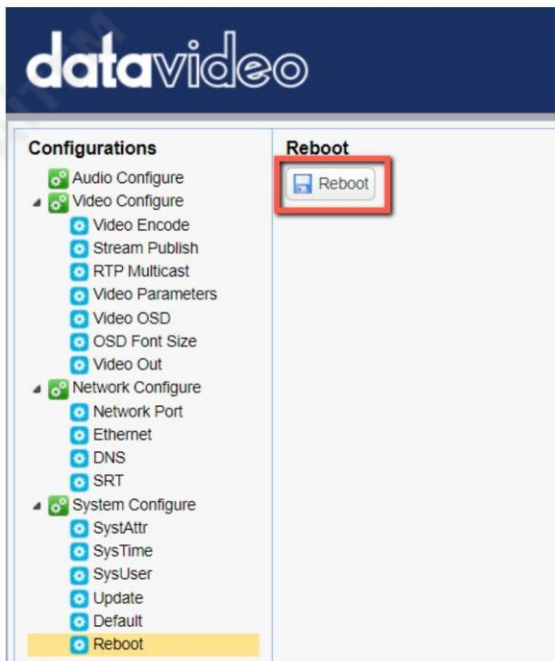 datavideo
Configurations
Audio Configure
Video Configure
Video Encode
Stream Publish
RTP Multicast
Video Parameters
Video OSD
OSD Font Size
Video Out
Network Configure
Network Port
Ethernet
DNS
SRT
System Configure
SystAttr
SysTime
SysUser
Update
Default
Reboot
Reboot
Reboot